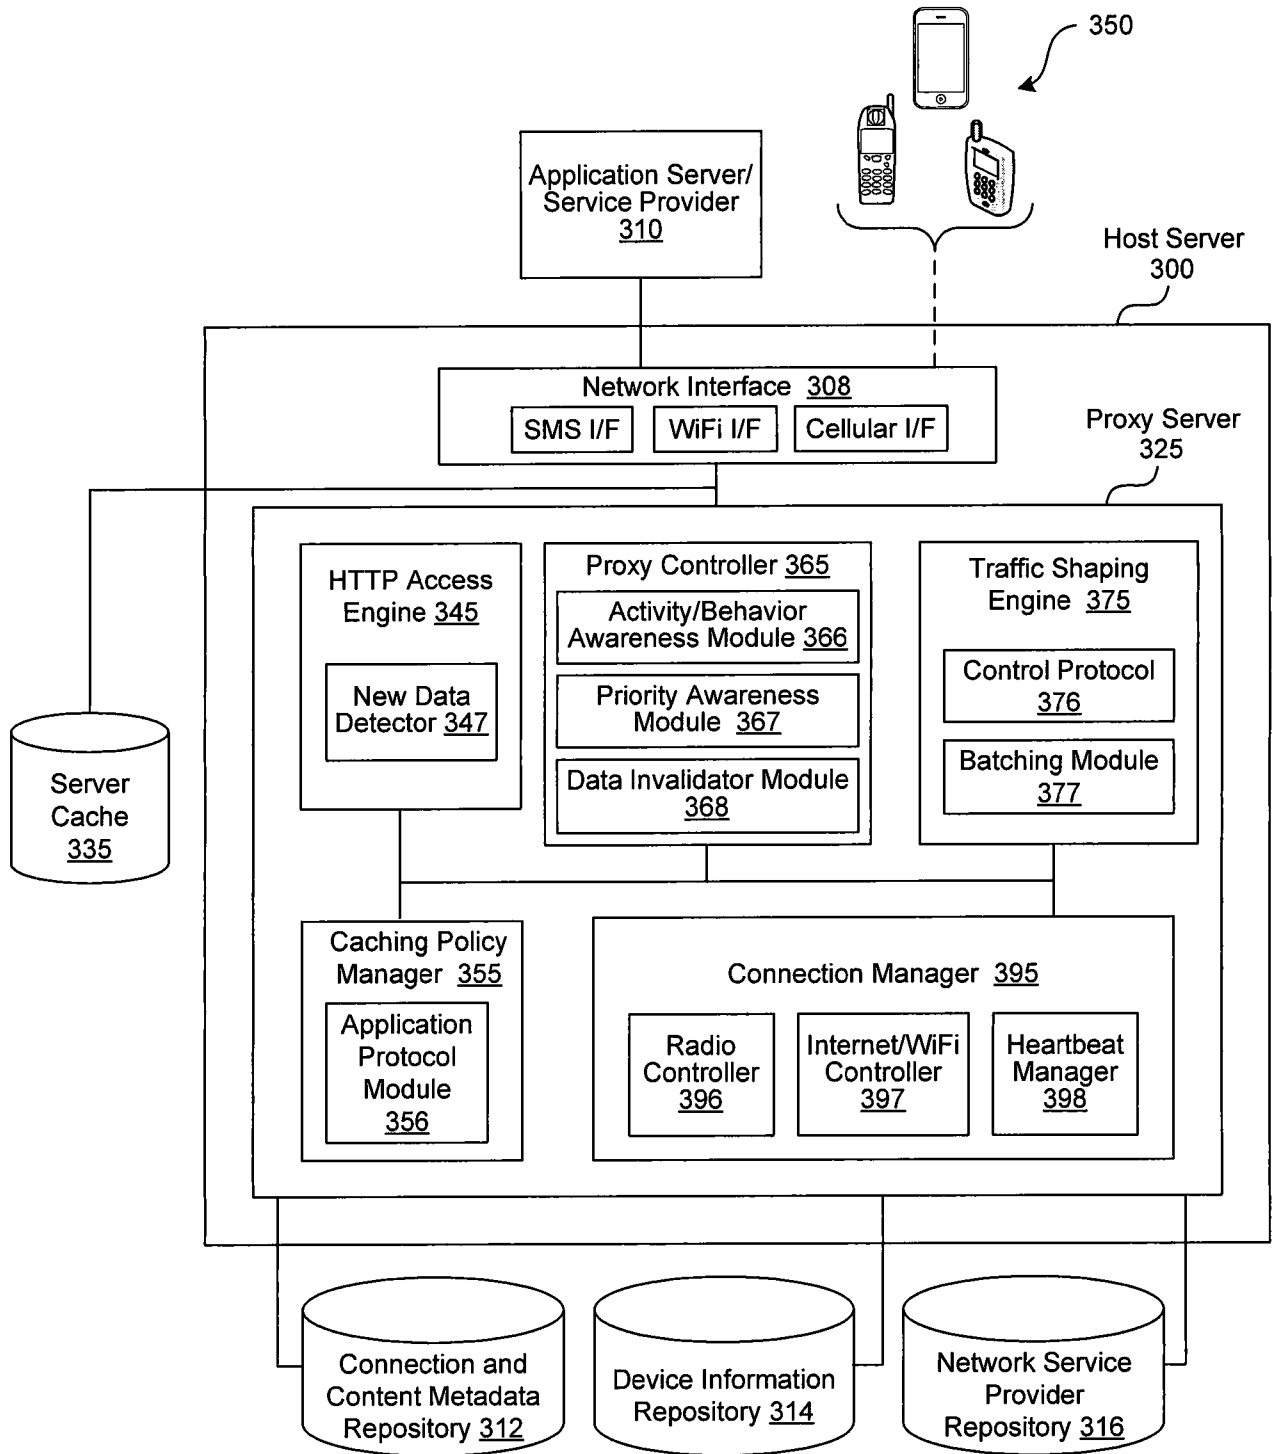 350
Application Server/
Service Provider
310
Host Server
300
Network Interface 308
SMS I/F
WiFi I/F
Cellular I/F
Proxy Server
325
HTTP Access
Engine 345
New Data
Detector 347
Proxy Controller 365
Activity/Behavior
Awareness Module 366
Priority Awareness
Module 367
Data Invalidator Module
368
Traffic Shaping
Engine 375
Control Protocol
376
Batching Module
377
Server
Cache
335
Caching Policy
Manager 355
Application
Protocol
Module
356
Connection Manager 395
Radio
Controller
396
Internet/WiFi
Controller
397
Heartbeat
Manager
398
Connection and
Content Metadata
Repository 312
Device Information
Repository 314
Network Service
Provider
Repository 316